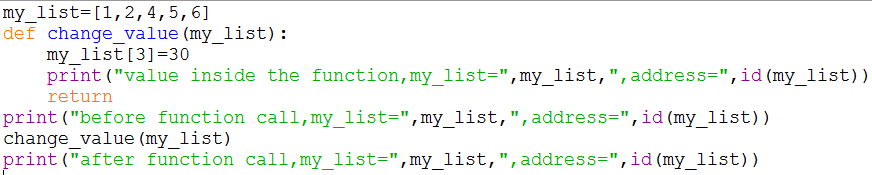 my_list=[1,2,4,5,6]
def change_value(my_list):
    my_list[3]=30
    print("value inside the function,my_list=",my_list,",address=",id(my_list))
    return
print("before function call,my_list=",my_list,",address=",id(my_list))
change_value(my_list)
print("after function call,my_list=",my_list,",address=",id(my_list))